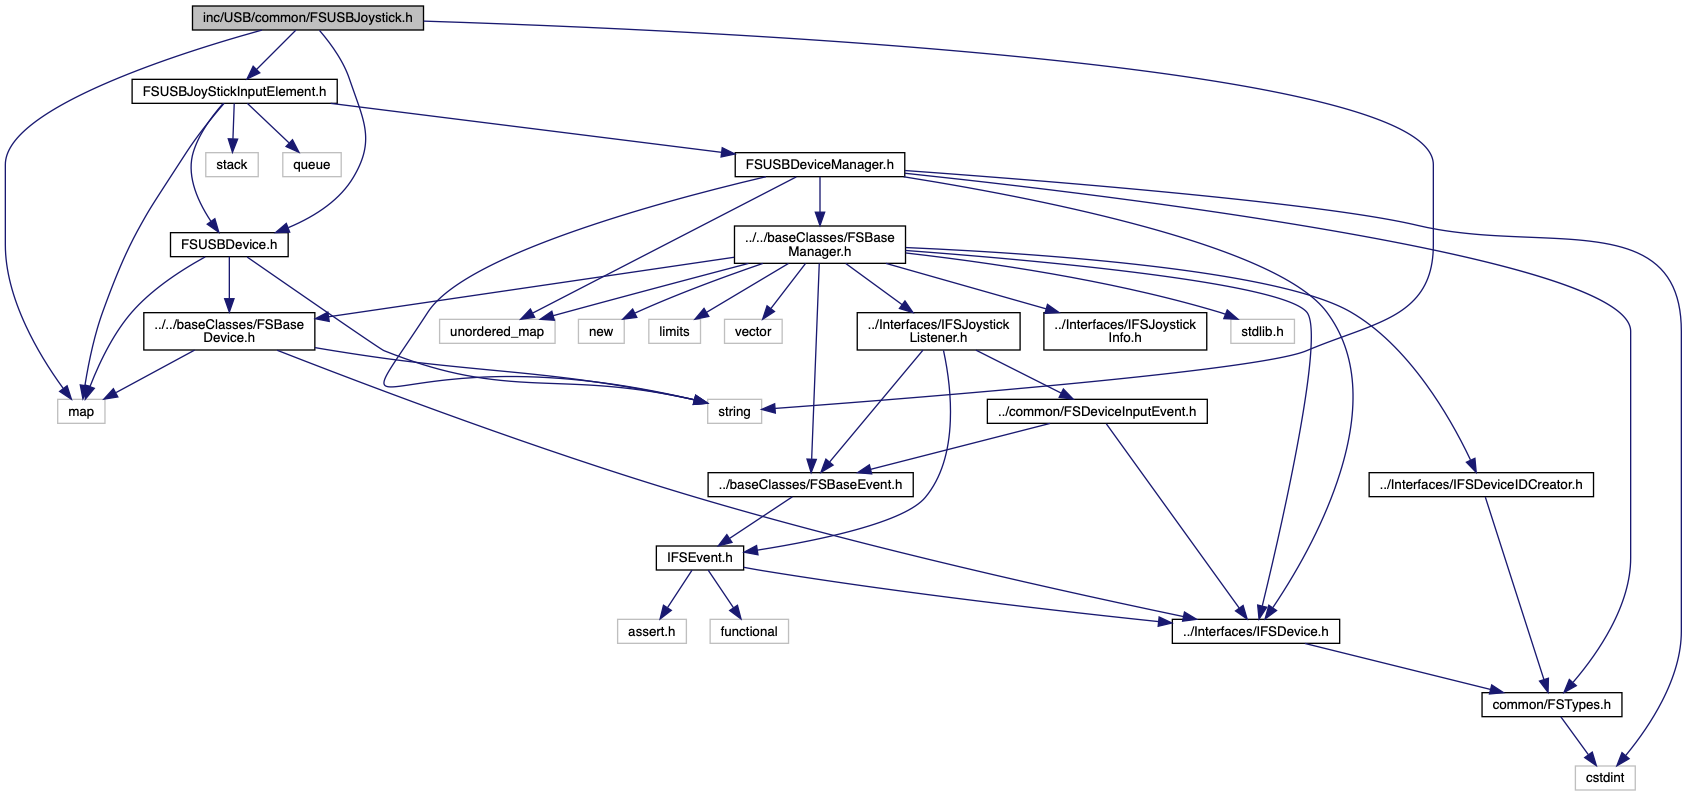 inc/USB/common/FSUSBJoystick.h
FSUSBJoyStickInputElement.h
stack
queue
FSUSBDeviceManager.h
FSUSBDevice.h
../../baseClasses/FSBase
Manager.h
../../baseClasses/FSBase
Device.h
unordered_map
new
limits
vector
../Interfaces/IFSJoystick
Listener.h
../Interfaces/IFSJoystick
Info.h
stdlib.h
map
string
../common/FSDeviceInputEvent.h
../baseClasses/FSBaseEvent.h
../Interfaces/IFSDeviceIDCreator.h
IFSEvent.h
assert.h
functional
../Interfaces/IFSDevice.h
common/FSTypes.h
cstdint